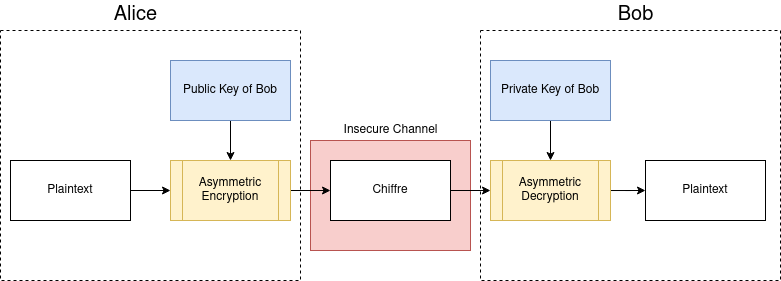 Alice
Bob
Public Key of Bob
Private Key of Bob
Insecure Channel
Plaintext
Asymmetric
Encryption
Chiffre
Asymmetric
Decryption
Plaintext